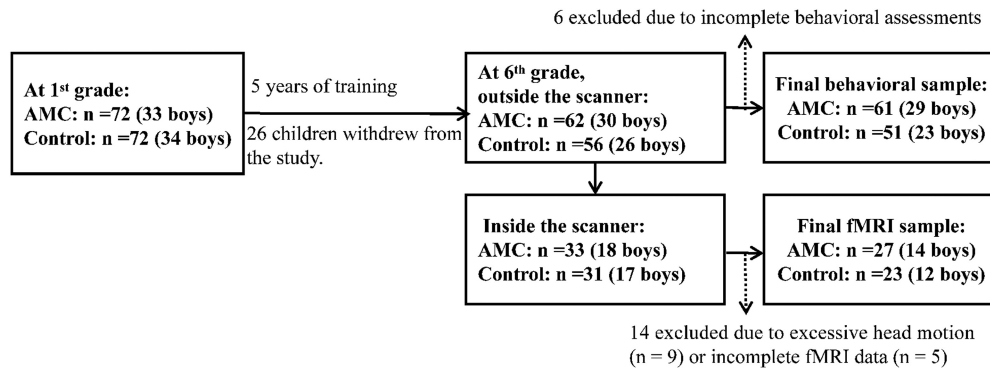 6 excluded due to incomplete behavioral assessments
At 1st grade:
AMC: n =72 (33 boys)
Control: n =72 (34 boys)
5 years of training
26 children withdrew from
the study.
At 6th grade,
outside the scanner:
AMC: n =62 (30 boys)
Control: n =56 (26 boys)
Final behavioral sample:
AMC: n =61 (29 boys)
Control: n =51 (23 boys)
Inside the scanner:
AMC: n =33 (18 boys)
Control: n =31 (17 boys)
Final fMRI sample:
AMC: n =27 (14 boys)
Control: n =23 (12 boys)
14 excluded due to excessive head motion
(n = 9) or incomplete fMRI data (n = 5)